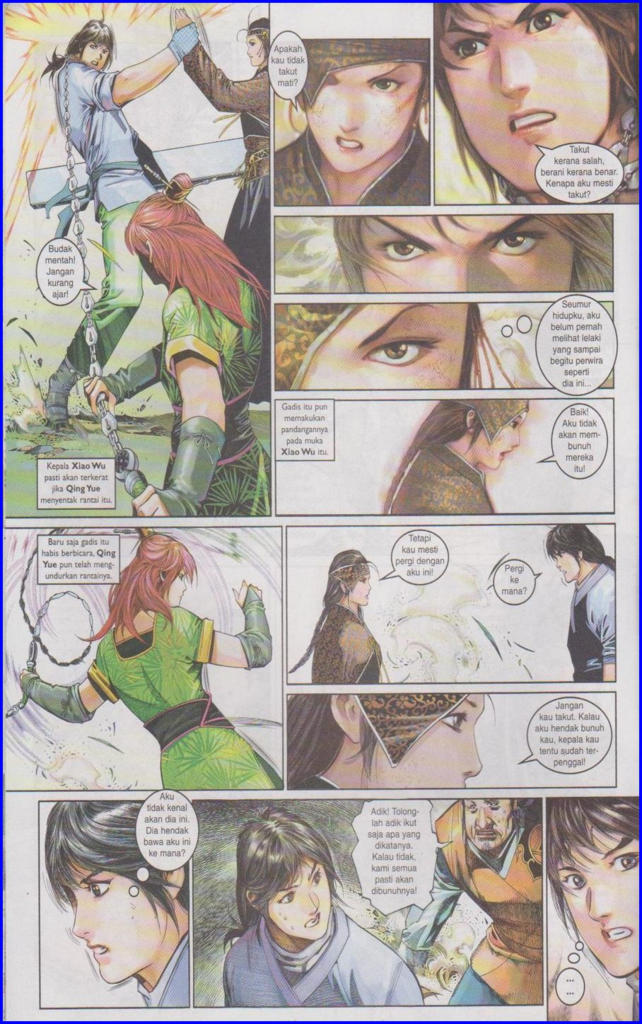 Budak
mentah!
Jangan
kurang
ajar!
Kepala Xiao Wu
pasti akan terkerat
jika Qing Yue
menyentak rantai itu.
Apakah
kau tidak
takut
mati?
Takut
kerana salah,
berani kerana benar.
Kenapa aku mesti
takut?
Seumur
hidupku, aku
belum pernah
melihat lelaki
yang sampai
begitu perwira
seperti
dia ini...
Gadis itu pun
memakukan
pandangannya
pada muka
Xiao Wu itu.
Baik!
Aku tidak
akan mem-
bunuh
mereka
itu!
Baru saja gadis itu
habis berbicara, Qing
Yue pun telah meng-
undurkan rantainya.
Tetapi
kau mesti
pergi dengan
aku ini!
Pergi
ke
mana?
Jangan
kau takut. Kalau
aku hendak bunuh
kau, kepala kau
tentu sudah ter-
penggal!
Aku
tidak kenal
akan dia ini.
Dia hendak
bawa aku ini
ke mana?
Adik! Tolong-
lah adik ikut
saja apa yang
dikatanya.
Kalau tidak,
kami semua
pasti akan
dibunuhnya!
...
...